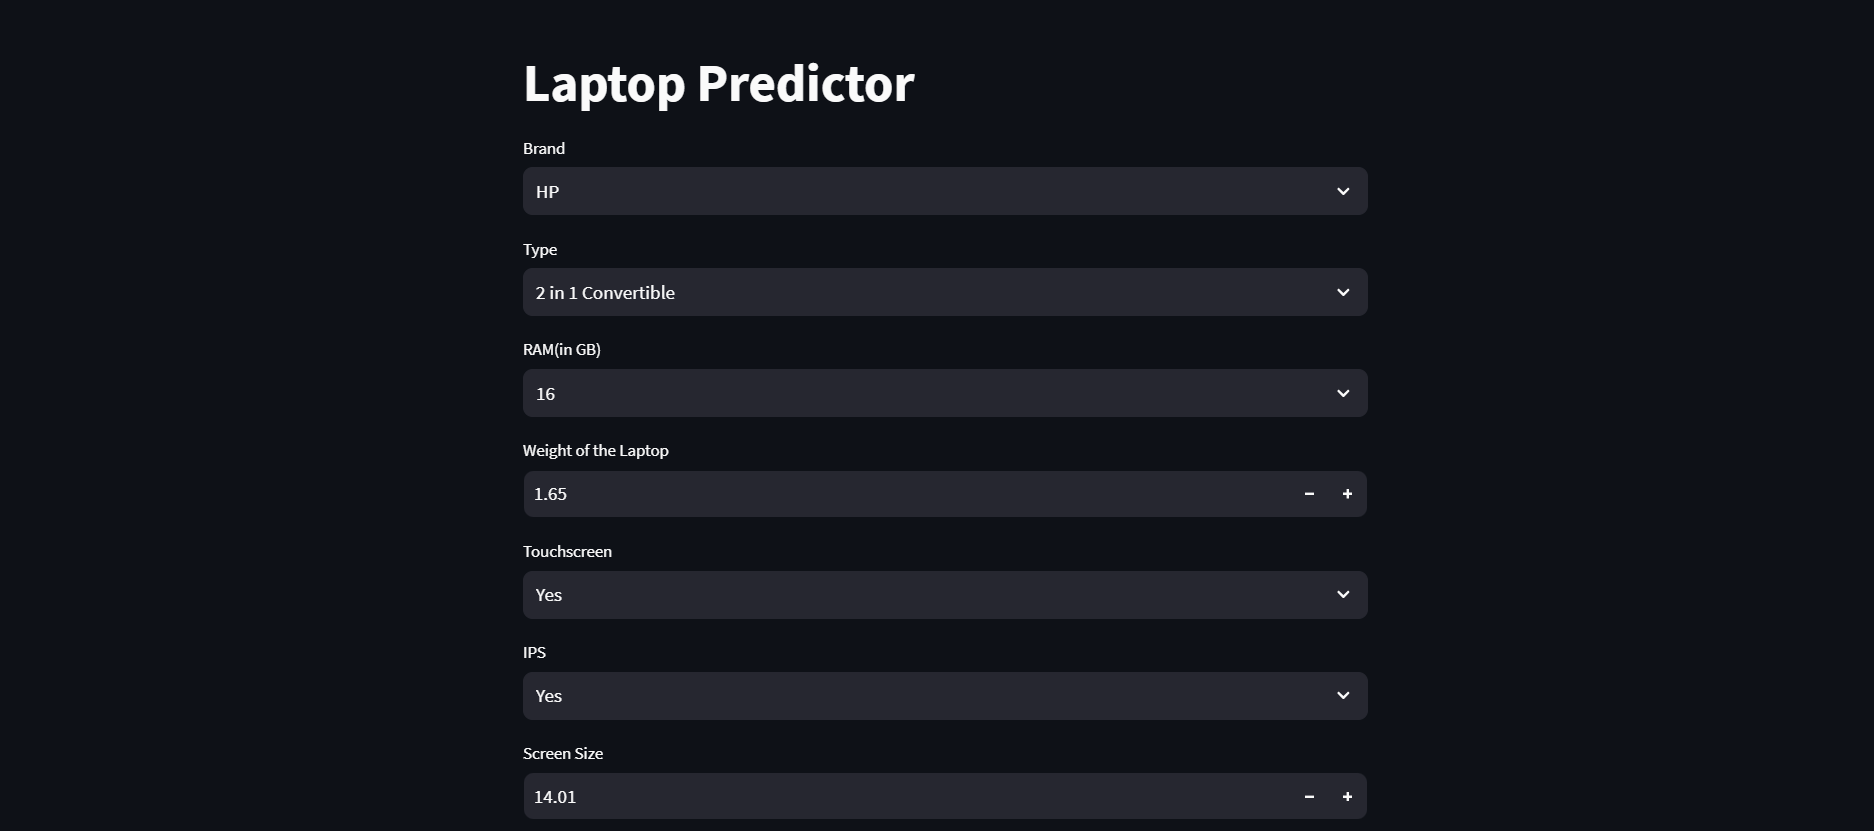 Laptop Predictor
Brand
HP
Type
2 in 1 Convertible
RAM(in GB)
16
Weight of the Laptop
1.65
Touchscreen
Yes
IPS
Yes
Screen Size
14.01